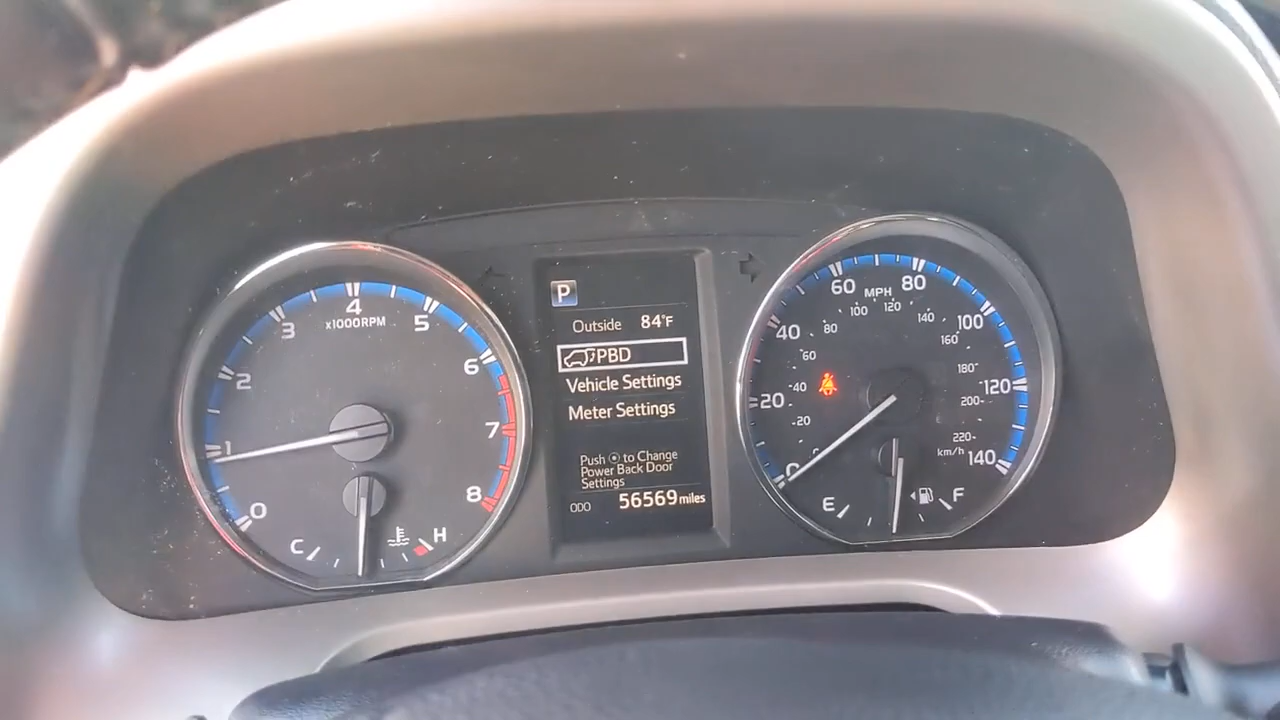 0
1
2
3
4
5
6
7
8
x1000RPM
C
H
P
Outside 84°F
PBD
Vehicle Settings
Meter Settings
Push to Change
Power Back Door
Settings
ODO 56569 miles
0
20
40
60
80
100
120
140
MPH
20
40
60
80
100
120
140
160
180
200
220
km/h
E
F